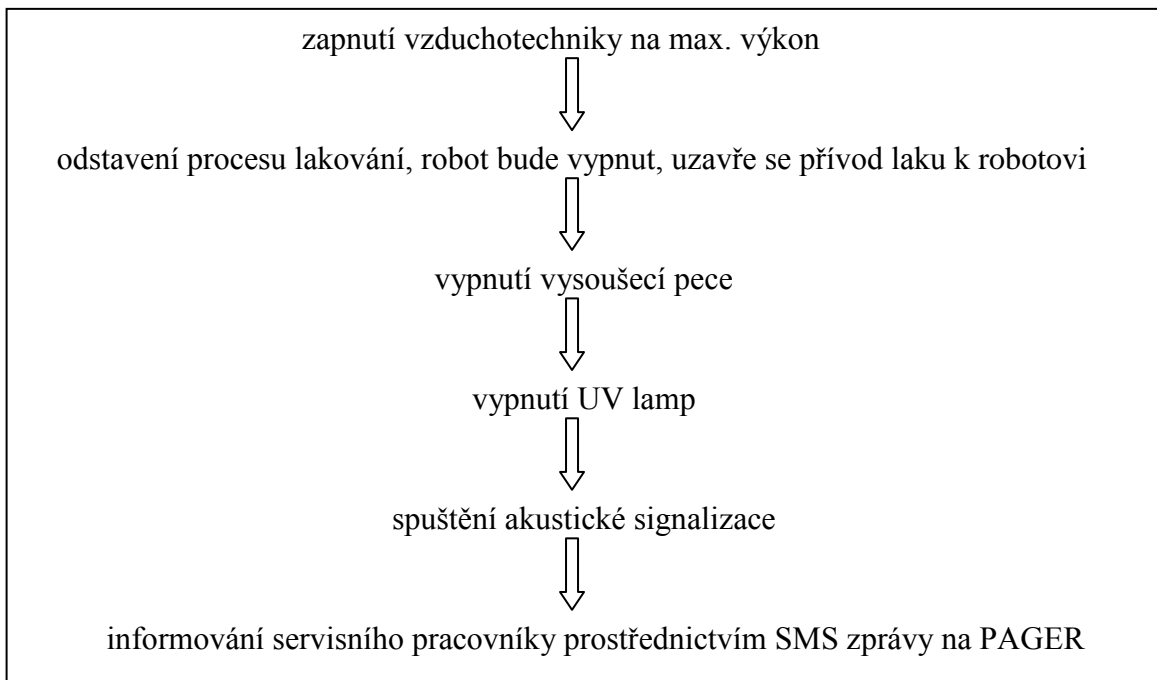 zapnutí vzduchotechniky na max. výkon
odstavení procesu lakování, robot bude vypnut, uzavře se přívod laku k robotovi
vypnutí vysoušecí pece
vypnutí UV lamp
spuštění akustické signalizace
informování servisního pracovníky prostřednictvím SMS zprávy na PAGER